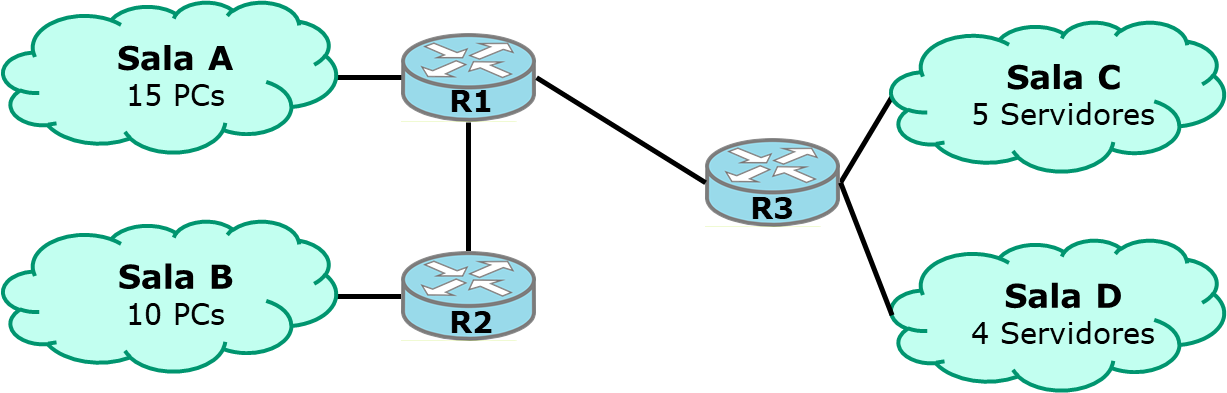 Sala A
15 PCs
R1
Sala C
5 Servidores
R3
Sala B
10 PCs
R2
Sala D
4 Servidores